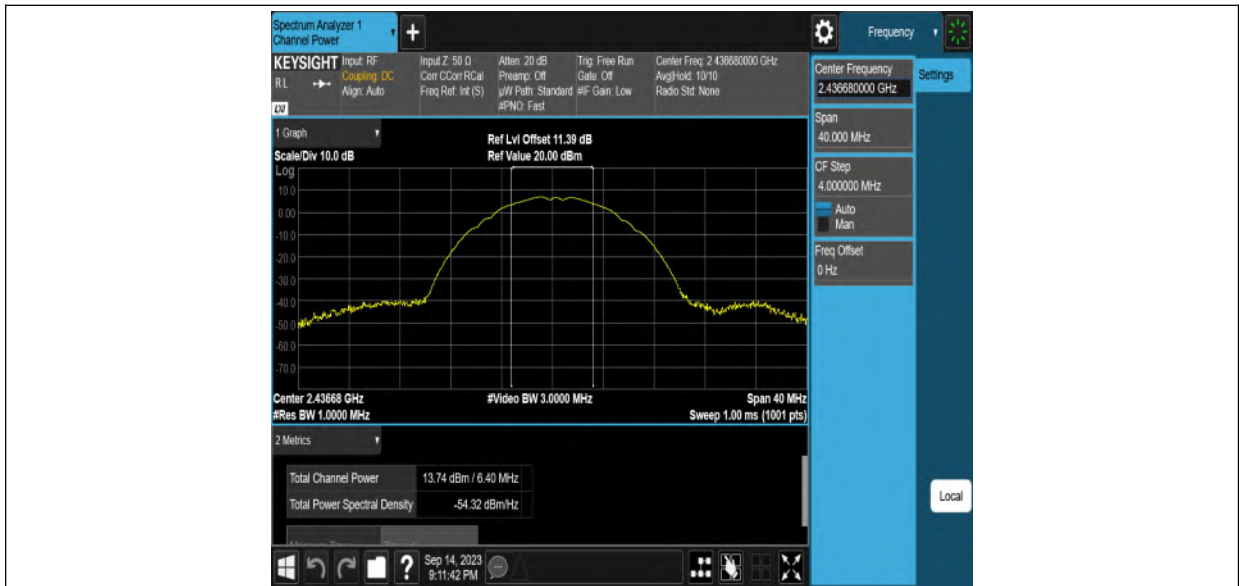 Spectrum Analyzer 1
Channel Power
+
Frequency
KEYSIGHT
RL
LXI
Input: RF
Coupling: DC
Align: Auto
Input Z: 50 Ω
Corr CCorr RCal
Freq Ref: Int (S)
Atten: 20 dB
Preamp: Off
µW Path: Standard
#PNO: Fast
Trig: Free Run
Gate: Off
#IF Gain: Low
Center Freq: 2.436680000 GHz
Avg|Hold: 10/10
Radio Std: None
Center Frequency
2.436680000 GHz
Settings
Span
40.000 MHz
CF Step
4.000000 MHz
Auto
Man
Freq Offset
0 Hz
1 Graph
Scale/Div 10.0 dB
Ref Lvl Offset 11.39 dB
Ref Value 20.00 dBm
Log
10.0
0.00
-10.0
-20.0
-30.0
-40.0
-50.0
-60.0
-70.0
Center 2.43668 GHz
#Res BW 1.0000 MHz
#Video BW 3.0000 MHz
Span 40 MHz
Sweep 1.00 ms (1001 pts)
2 Metrics
Total Channel Power 13.74 dBm / 6.40 MHz
Total Power Spectral Density -54.32 dBm/Hz
Local
?
Sep 14, 2023
9:11:42 PM